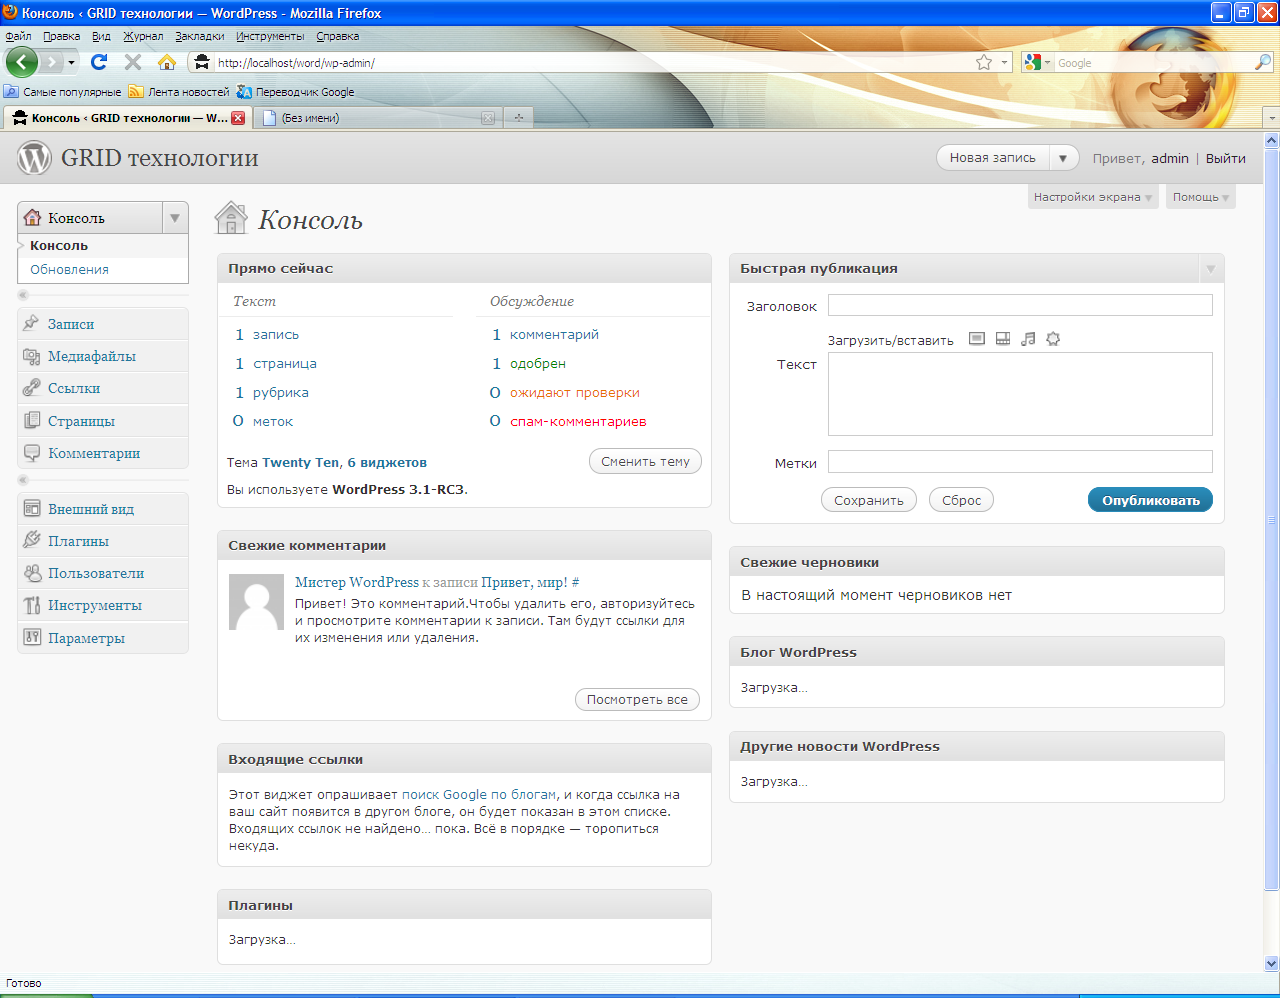 Консоль ‹ GRID технологии — WordPress - Mozilla Firefox
Файл Правка Вид Журнал Закладки Инструменты Справка
http://localhost/word/wp-admin/
Google
Самые популярные Лента новостей Переводчик Google
Консоль ‹ GRID технологии — W... (Без имени)
GRID технологии
Новая запись Привет, admin | Выйти
Настройки экрана Помощь
Консоль
Консоль
Обновления
Записи
Медиафайлы
Ссылки
Страницы
Комментарии
Внешний вид
Плагины
Пользователи
Инструменты
Параметры
Консоль
Прямо сейчас
Текст Обсуждение
1 запись 1 комментарий
1 страница 1 одобрен
1 рубрика 0 ожидают проверки
0 меток 0 спам-комментариев
Тема Twenty Ten, 6 виджетов Сменить тему
Вы используете WordPress 3.1-RC3.
Свежие комментарии
Мистер WordPress к записи Привет, мир! #
Привет! Это комментарий.Чтобы удалить его, авторизуйтесь
и просмотрите комментарии к записи. Там будут ссылки для
их изменения или удаления.
Посмотреть все
Входящие ссылки
Этот виджет опрашивает поиск Google по блогам, и когда ссылка на
ваш сайт появится в другом блоге, он будет показан в этом списке.
Входящих ссылок не найдено... пока. Всё в порядке — торопиться
некуда.
Плагины
Загрузка...
Быстрая публикация
Заголовок
Загрузить/вставить
Текст
Метки
Сохранить Сброс Опубликовать
Свежие черновики
В настоящий момент черновиков нет
Блог WordPress
Загрузка...
Другие новости WordPress
Загрузка...
Готово